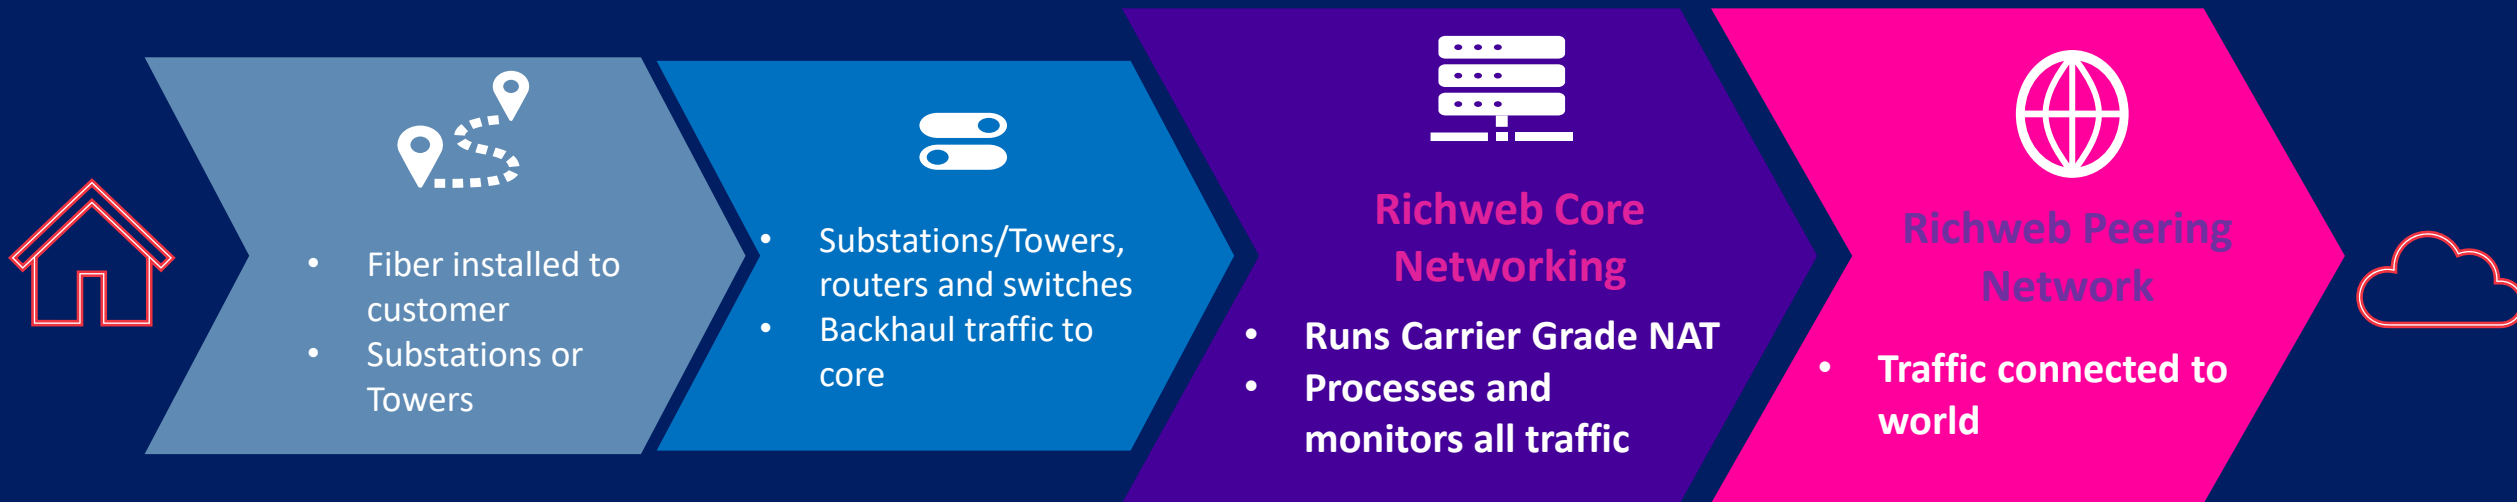 • Fiber installed to
customer
• Substations or
Towers
• Substations/Towers,
routers and switches
• Backhaul traffic to
core
Richweb Core
Networking
• Runs Carrier Grade NAT
• Processes and
monitors all traffic
Richweb Peering
Network
• Traffic connected to
world